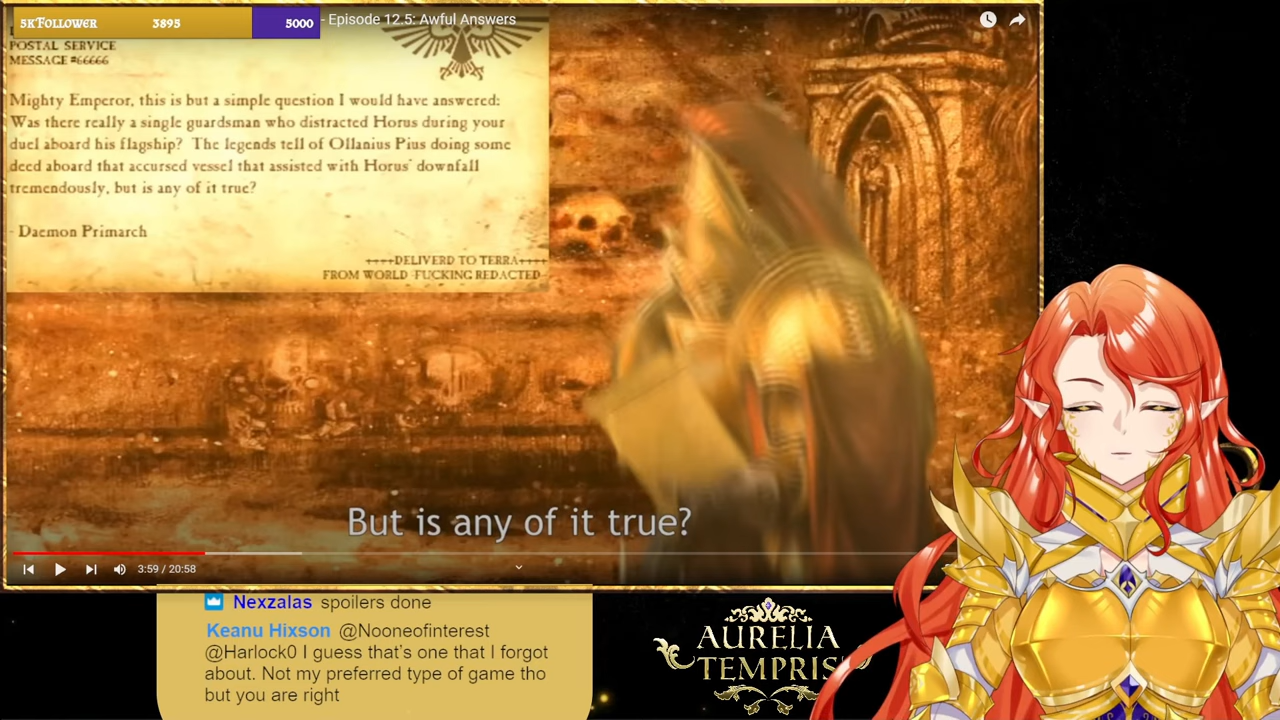 5K Follower 3895 5000
- Episode 12.5: Awful Answers
POSTAL SERVICE
MESSAGE #66666
Mighty Emperor, this is but a simple question I would have answered:
Was there really a single guardsman who distracted Horus during your
duel aboard his flagship? The legends tell of Ollanius Pius doing some
deed aboard that accursed vessel that assisted with Horus' downfall
tremendously, but is any of it true?
- Daemon Primarch
++++DELIVERD TO TERRA++++
FROM WORLD -FUCKING REDACTED-
But is any of it true?
3:59 / 20:58
Nexzalas spoilers done
Keanu Hixson @Nooneofinterest
@Harlock0 I guess that's one that I forgot
about. Not my preferred type of game tho
but you are right
AURELIA
TEMPRIS